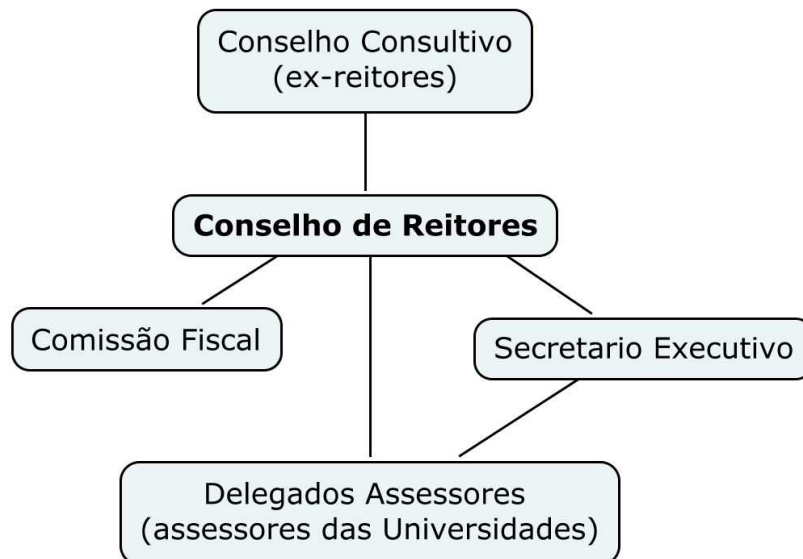 Conselho Consultivo
(ex-reitores)
Conselho de Reitores
Comissão Fiscal
Secretario Executivo
Delegados Assessores
(assessores das Universidades)